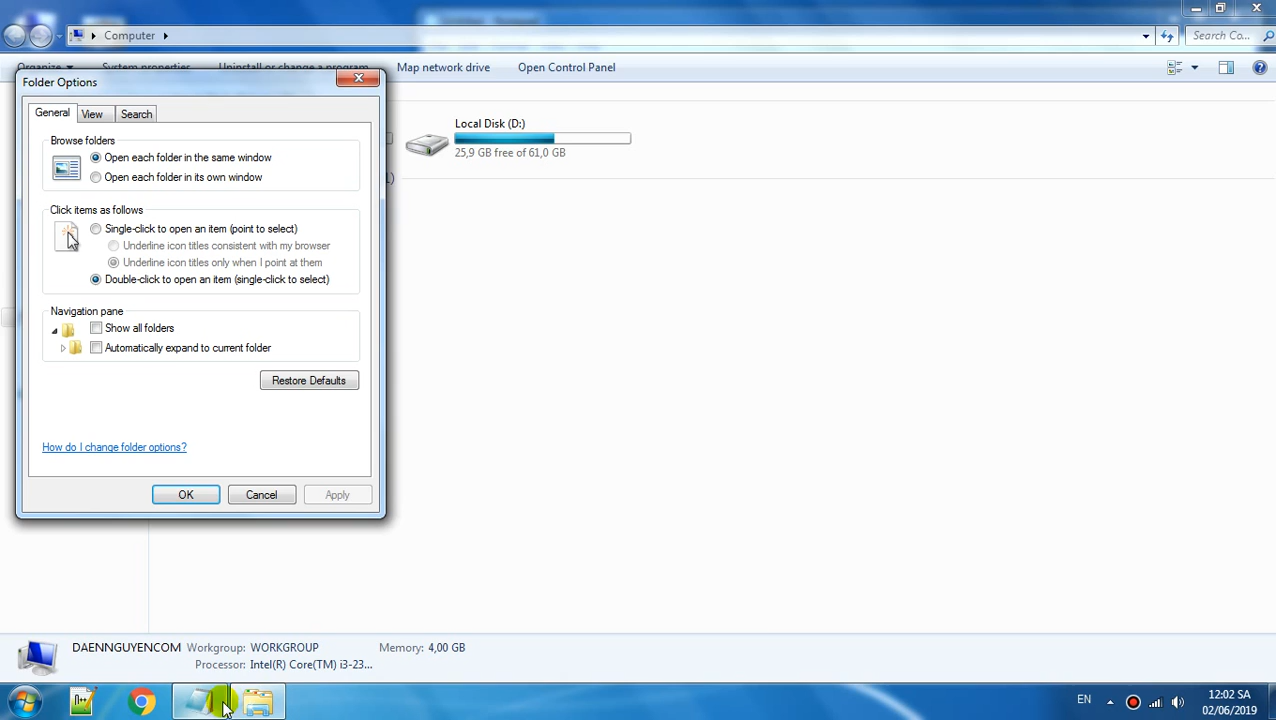 Computer
Search Co...
Organize
System properties
Uninstall or change a program
Map network drive
Open Control Panel
Folder Options
General
View
Search
Browse folders
Open each folder in the same window
Open each folder in its own window
Click items as follows
Single-click to open an item (point to select)
Underline icon titles consistent with my browser
Underline icon titles only when I point at them
Double-click to open an item (single-click to select)
Navigation pane
Show all folders
Automatically expand to current folder
Restore Defaults
How do I change folder options?
OK
Cancel
Apply
Local Disk (D:)
25,9 GB free of 61,0 GB
DAENNGUYENCOM Workgroup: WORKGROUP Memory: 4,00 GB
Processor: Intel(R) Core(TM) i3-23...
EN
12:02 SA
02/06/2019